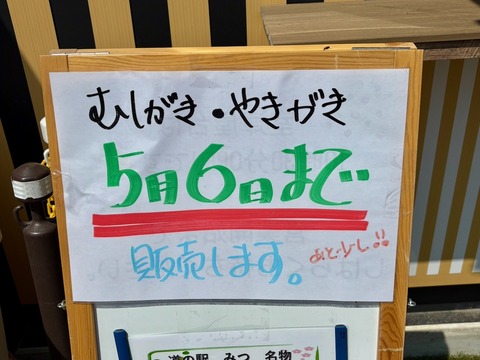 むしがき・やきがき
5月6日まで
販売します。
あと少し!!
道の駅 みつ 名物